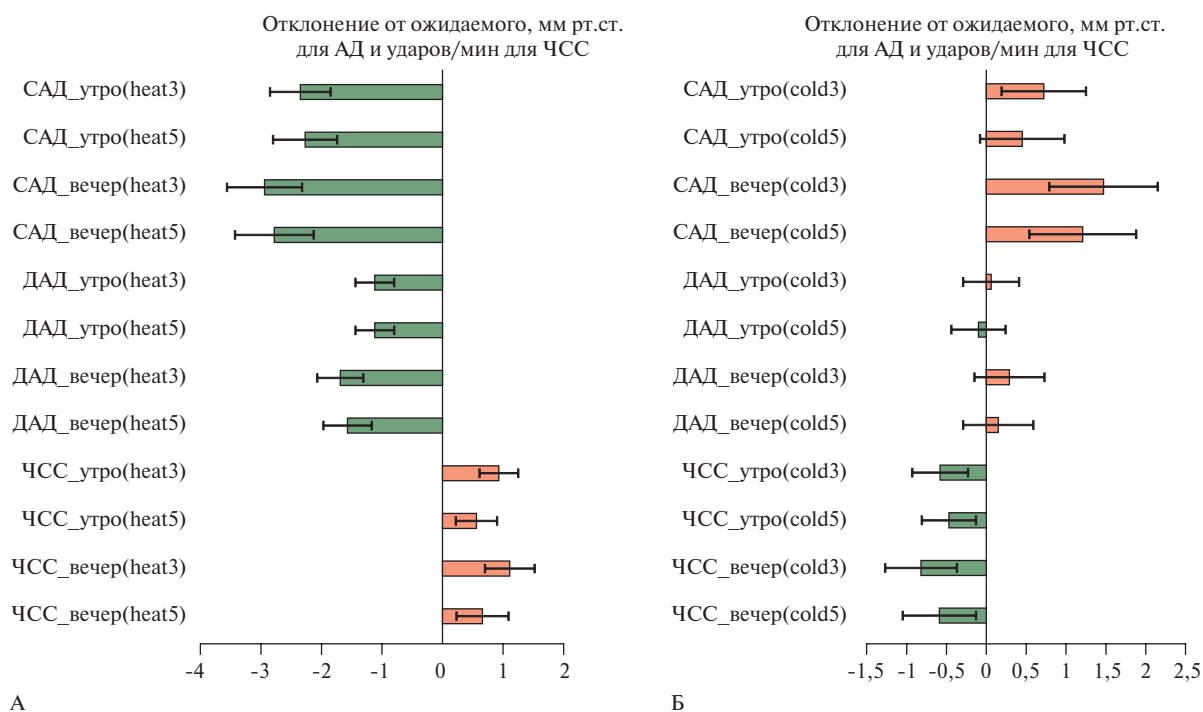 Отклонение от ожидаемого, мм рт.ст.
для АД и ударов/мин для ЧСС
САД_утро(heat3)
САД_утро(heat5)
САД_вечер(heat3)
САД_вечер(heat5)
ДАД_утро(heat3)
ДАД_утро(heat5)
ДАД_вечер(heat3)
ДАД_вечер(heat5)
ЧСС_утро(heat3)
ЧСС_утро(heat5)
ЧСС_вечер(heat3)
ЧСС_вечер(heat5)
-4 -3 -2 -1 0 1 2
А
Отклонение от ожидаемого, мм рт.ст.
для АД и ударов/мин для ЧСС
САД_утро(cold3)
САД_утро(cold5)
САД_вечер(cold3)
САД_вечер(cold5)
ДАД_утро(cold3)
ДАД_утро(cold5)
ДАД_вечер(cold3)
ДАД_вечер(cold5)
ЧСС_утро(cold3)
ЧСС_утро(cold5)
ЧСС_вечер(cold3)
ЧСС_вечер(cold5)
-1,5 -1 -0,5 0 0,5 1 1,5 2 2,5
Б